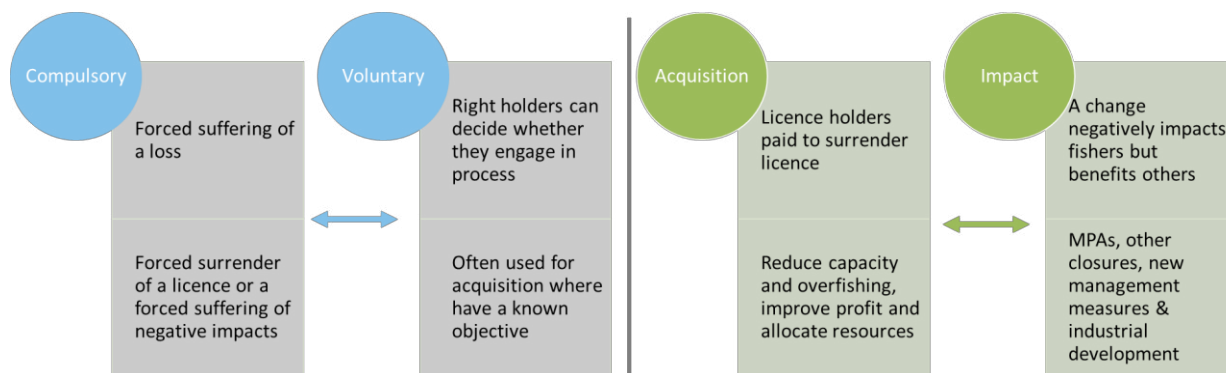 Compulsory
Forced suffering of
a loss
Forced surrender
of a licence or a
forced suffering of
negative impacts
Voluntary
Right holders can
decide whether
they engage in
process
Often used for
acquisition where
have a known
objective
Acquisition
Licence holders
paid to surrender
licence
Reduce capacity
and overfishing,
improve profit and
allocate resources
Impact
A change
negatively impacts
fishers but
benefits others
MPAs, other
closures, new
management
measures &
industrial
development